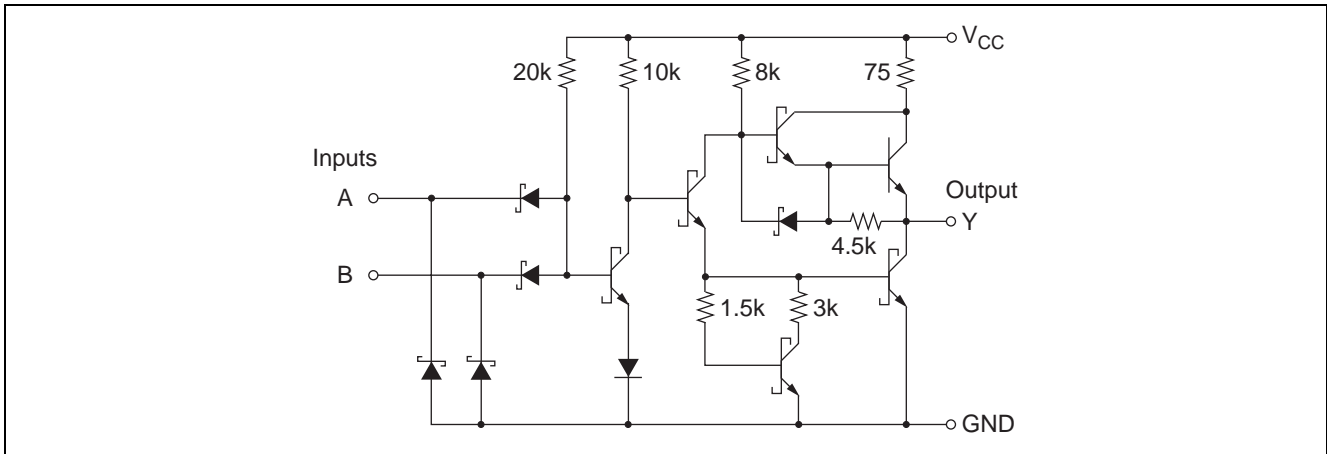 V_CC
20k 10k 8k 75
Inputs
A
Output
Y
4.5k
B
1.5k 3k
GND